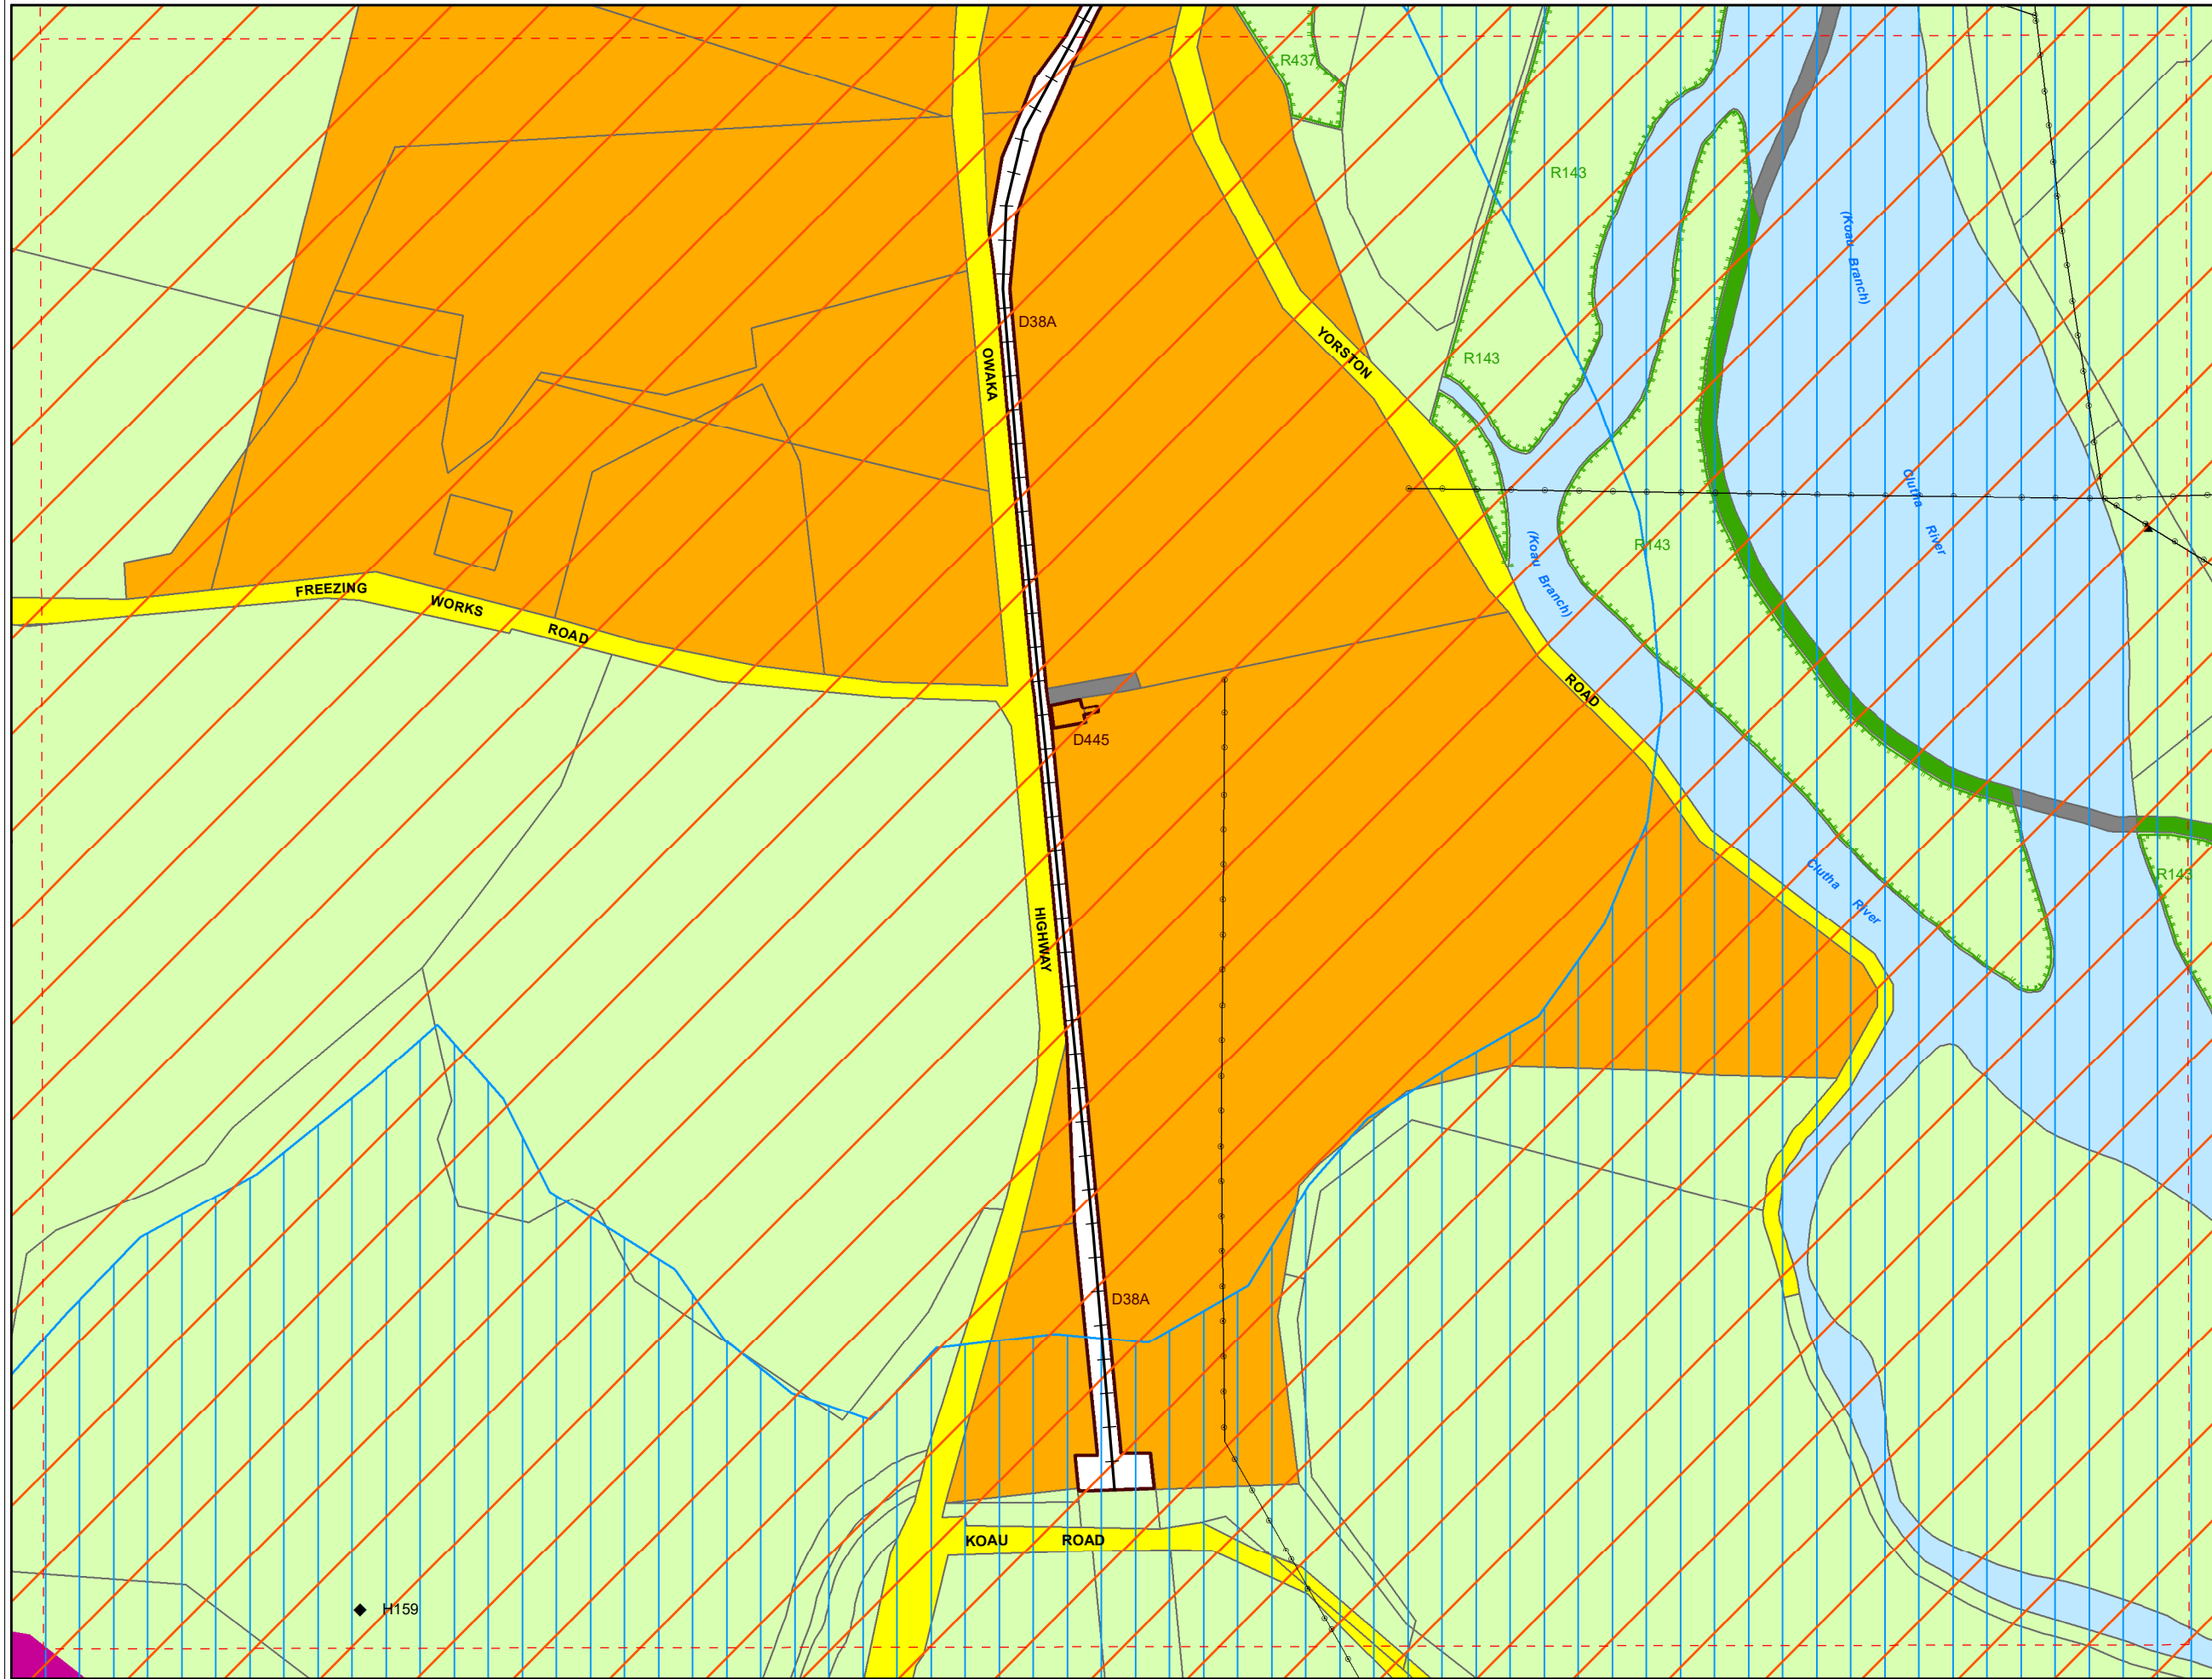 R437
R143
(Koau Branch)
D38A
YORSTON
OWAKA
R143
Clutha
River
R143
(Koau Branch)
FREEZING
WORKS
ROAD
ROAD
D445
Clutha
River
R143
HIGHWAY
D38A
KOAU
ROAD
H159